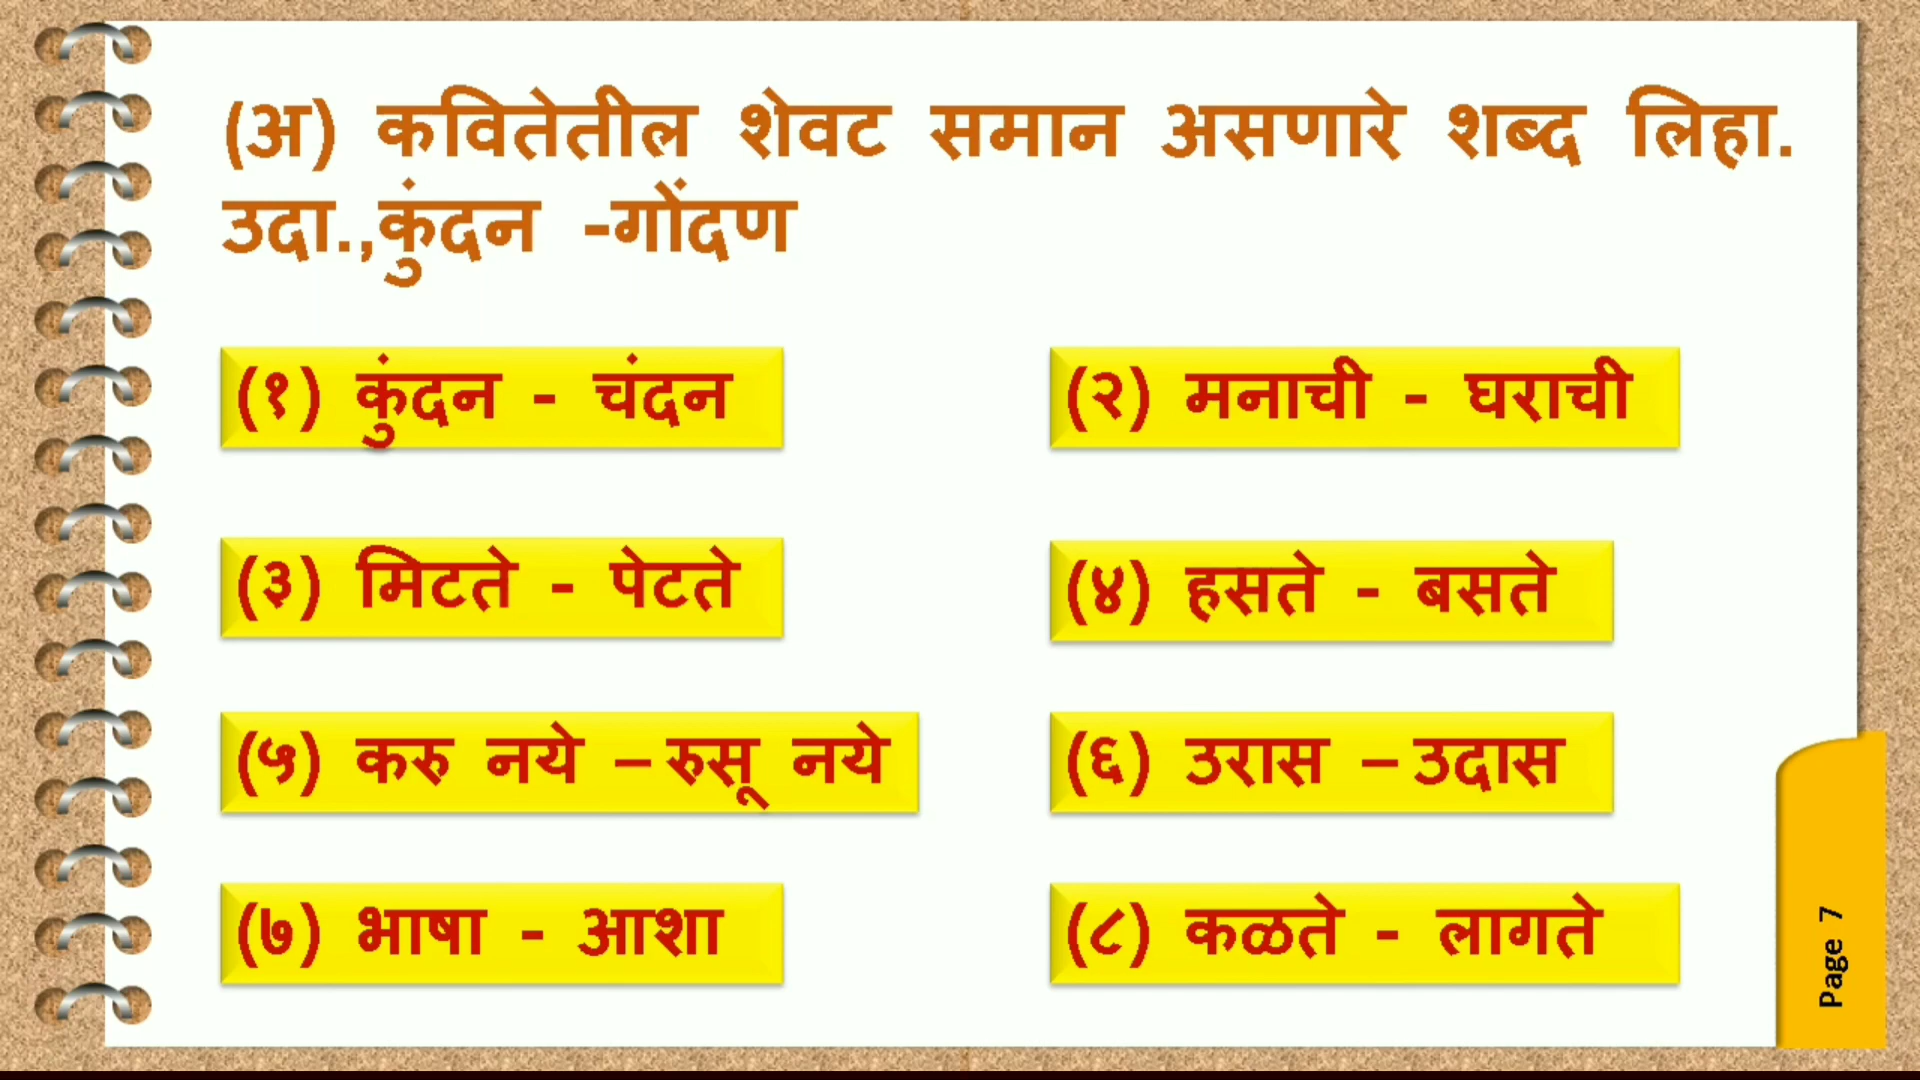 (अ) कवितेतील शेवट समान असणारे शब्द लिहा.
उदा.,कुंदन -गोंदण
(१) कुंदन - चंदन
(२) मनाची - घराची
(३) मिटते - पेटते
(४) हसते - बसते
(५) करु नये – रुसू नये
(६) उरास – उदास
(७) भाषा - आशा
(८) कळते - लागते
Page 7